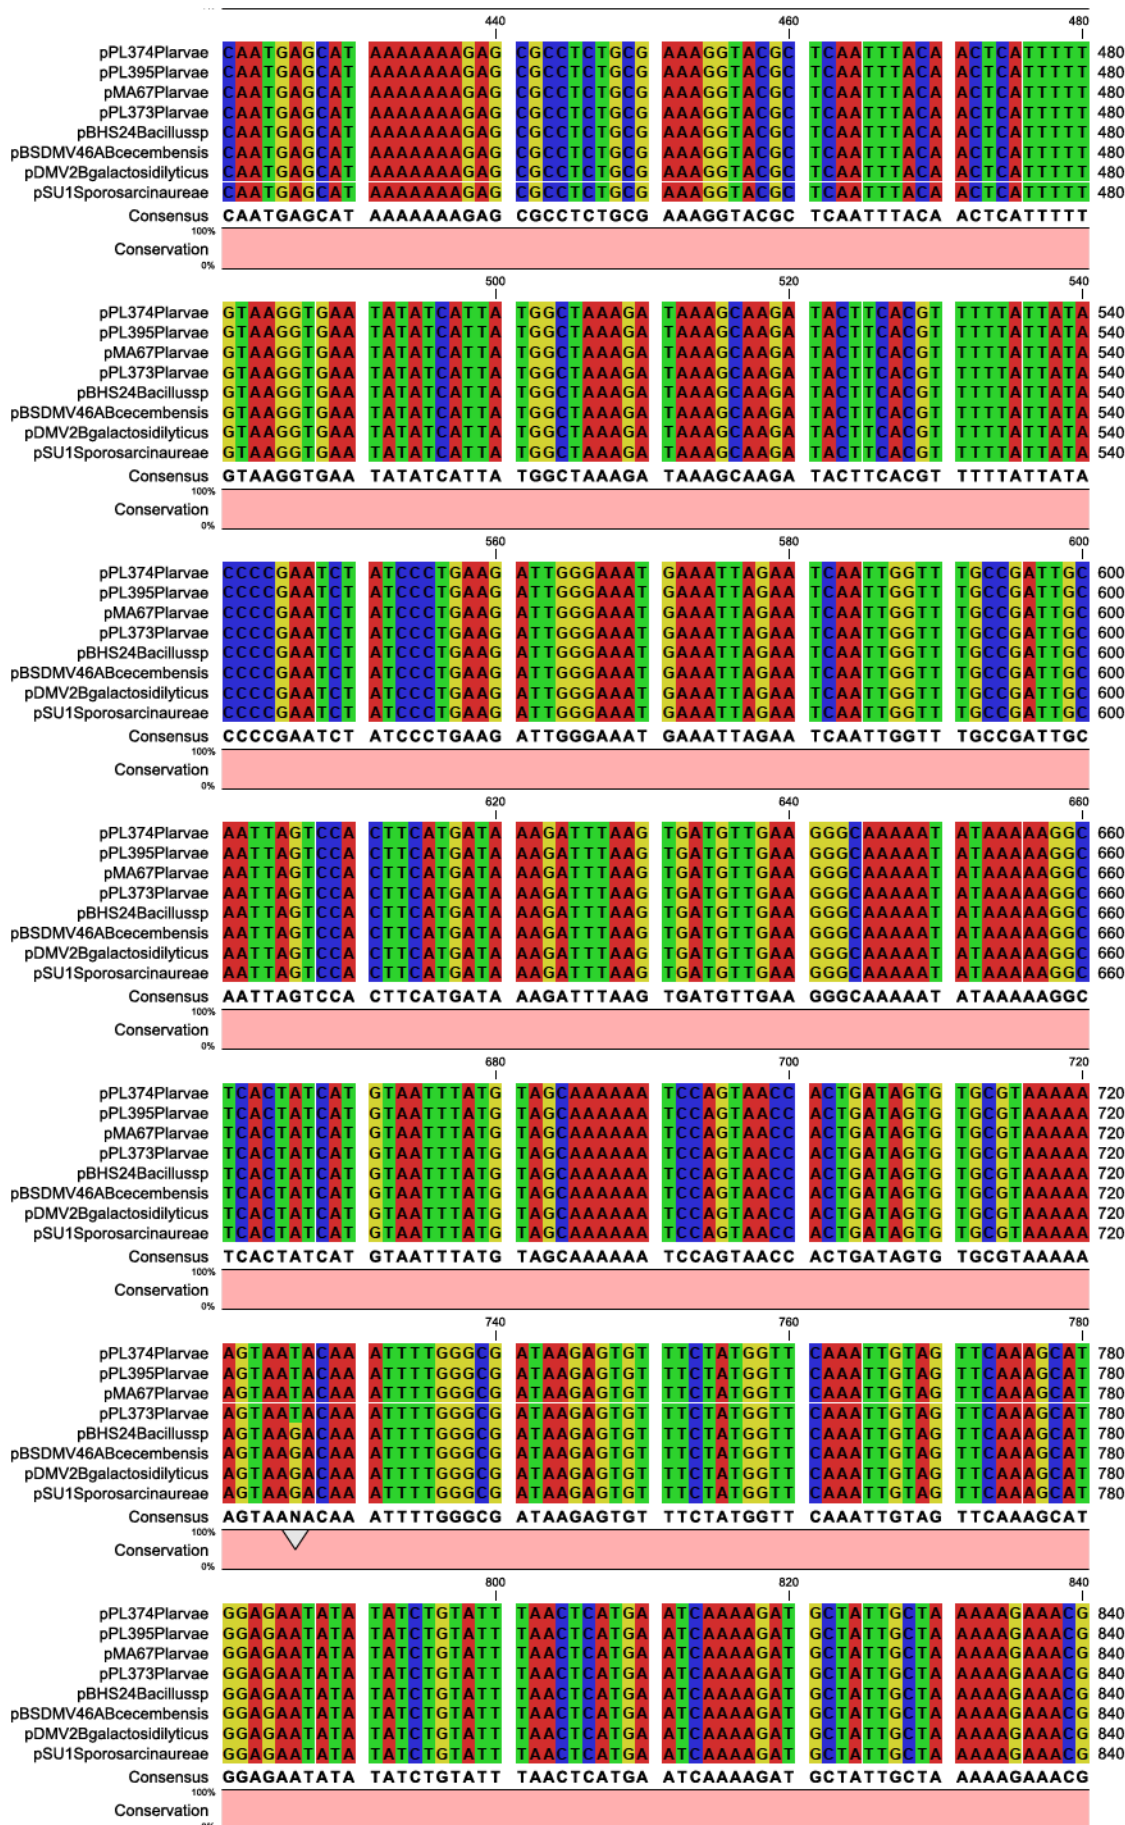 440 460 480
pPL374Plarvae CAATGAGCAT AAAAAAAGAG CGCCTCTGCG AAAGGTACGC TCAATTTACA ACTCATTTTT 480
pPL395Plarvae CAATGAGCAT AAAAAAAGAG CGCCTCTGCG AAAGGTACGC TCAATTTACA ACTCATTTTT 480
pMA67Plarvae CAATGAGCAT AAAAAAAGAG CGCCTCTGCG AAAGGTACGC TCAATTTACA ACTCATTTTT 480
pPL373Plarvae CAATGAGCAT AAAAAAAGAG CGCCTCTGCG AAAGGTACGC TCAATTTACA ACTCATTTTT 480
pBHS24Bacillussp CAATGAGCAT AAAAAAAGAG CGCCTCTGCG AAAGGTACGC TCAATTTACA ACTCATTTTT 480
pBSDMV46ABcecembensis CAATGAGCAT AAAAAAAGAG CGCCTCTGCG AAAGGTACGC TCAATTTACA ACTCATTTTT 480
pDMV2Bgalactosidilyticus CAATGAGCAT AAAAAAAGAG CGCCTCTGCG AAAGGTACGC TCAATTTACA ACTCATTTTT 480
pSU1Sporosarcinaureae CAATGAGCAT AAAAAAAGAG CGCCTCTGCG AAAGGTACGC TCAATTTACA ACTCATTTTT 480
Consensus CAATGAGCAT AAAAAAAGAG CGCCTCTGCG AAAGGTACGC TCAATTTACA ACTCATTTTT
100%
Conservation
0%
500 520 540
pPL374Plarvae GTAAGGTGAA TATATCATTA TGGCTAAAGA TAAAGCAAGA TACTTCACGT TTTTATTATA 540
pPL395Plarvae GTAAGGTGAA TATATCATTA TGGCTAAAGA TAAAGCAAGA TACTTCACGT TTTTATTATA 540
pMA67Plarvae GTAAGGTGAA TATATCATTA TGGCTAAAGA TAAAGCAAGA TACTTCACGT TTTTATTATA 540
pPL373Plarvae GTAAGGTGAA TATATCATTA TGGCTAAAGA TAAAGCAAGA TACTTCACGT TTTTATTATA 540
pBHS24Bacillussp GTAAGGTGAA TATATCATTA TGGCTAAAGA TAAAGCAAGA TACTTCACGT TTTTATTATA 540
pBSDMV46ABcecembensis GTAAGGTGAA TATATCATTA TGGCTAAAGA TAAAGCAAGA TACTTCACGT TTTTATTATA 540
pDMV2Bgalactosidilyticus GTAAGGTGAA TATATCATTA TGGCTAAAGA TAAAGCAAGA TACTTCACGT TTTTATTATA 540
pSU1Sporosarcinaureae GTAAGGTGAA TATATCATTA TGGCTAAAGA TAAAGCAAGA TACTTCACGT TTTTATTATA 540
Consensus GTAAGGTGAA TATATCATTA TGGCTAAAGA TAAAGCAAGA TACTTCACGT TTTTATTATA
100%
Conservation
0%
560 580 600
pPL374Plarvae CCCCGAATCT ATCCCTGAAG ATTGGGAAAT GAAATTAGAA TCAATTGGTT TGCCGATTGC 600
pPL395Plarvae CCCCGAATCT ATCCCTGAAG ATTGGGAAAT GAAATTAGAA TCAATTGGTT TGCCGATTGC 600
pMA67Plarvae CCCCGAATCT ATCCCTGAAG ATTGGGAAAT GAAATTAGAA TCAATTGGTT TGCCGATTGC 600
pPL373Plarvae CCCCGAATCT ATCCCTGAAG ATTGGGAAAT GAAATTAGAA TCAATTGGTT TGCCGATTGC 600
pBHS24Bacillussp CCCCGAATCT ATCCCTGAAG ATTGGGAAAT GAAATTAGAA TCAATTGGTT TGCCGATTGC 600
pBSDMV46ABcecembensis CCCCGAATCT ATCCCTGAAG ATTGGGAAAT GAAATTAGAA TCAATTGGTT TGCCGATTGC 600
pDMV2Bgalactosidilyticus CCCCGAATCT ATCCCTGAAG ATTGGGAAAT GAAATTAGAA TCAATTGGTT TGCCGATTGC 600
pSU1Sporosarcinaureae CCCCGAATCT ATCCCTGAAG ATTGGGAAAT GAAATTAGAA TCAATTGGTT TGCCGATTGC 600
Consensus CCCCGAATCT ATCCCTGAAG ATTGGGAAAT GAAATTAGAA TCAATTGGTT TGCCGATTGC
100%
Conservation
0%
620 640 660
pPL374Plarvae AATTAGTCCA CTTCATGATA AAGATTTAAG TGATGTTGAA GGGCAAAAAT ATAAAAAGGC 660
pPL395Plarvae AATTAGTCCA CTTCATGATA AAGATTTAAG TGATGTTGAA GGGCAAAAAT ATAAAAAGGC 660
pMA67Plarvae AATTAGTCCA CTTCATGATA AAGATTTAAG TGATGTTGAA GGGCAAAAAT ATAAAAAGGC 660
pPL373Plarvae AATTAGTCCA CTTCATGATA AAGATTTAAG TGATGTTGAA GGGCAAAAAT ATAAAAAGGC 660
pBHS24Bacillussp AATTAGTCCA CTTCATGATA AAGATTTAAG TGATGTTGAA GGGCAAAAAT ATAAAAAGGC 660
pBSDMV46ABcecembensis AATTAGTCCA CTTCATGATA AAGATTTAAG TGATGTTGAA GGGCAAAAAT ATAAAAAGGC 660
pDMV2Bgalactosidilyticus AATTAGTCCA CTTCATGATA AAGATTTAAG TGATGTTGAA GGGCAAAAAT ATAAAAAGGC 660
pSU1Sporosarcinaureae AATTAGTCCA CTTCATGATA AAGATTTAAG TGATGTTGAA GGGCAAAAAT ATAAAAAGGC 660
Consensus AATTAGTCCA CTTCATGATA AAGATTTAAG TGATGTTGAA GGGCAAAAAT ATAAAAAGGC
100%
Conservation
0%
680 700 720
pPL374Plarvae TCACTATCAT GTAATTTATG TAGCAAAAAA TCCAGTAACC ACTGATAGTG TGCGTAAAAA 720
pPL395Plarvae TCACTATCAT GTAATTTATG TAGCAAAAAA TCCAGTAACC ACTGATAGTG TGCGTAAAAA 720
pMA67Plarvae TCACTATCAT GTAATTTATG TAGCAAAAAA TCCAGTAACC ACTGATAGTG TGCGTAAAAA 720
pPL373Plarvae TCACTATCAT GTAATTTATG TAGCAAAAAA TCCAGTAACC ACTGATAGTG TGCGTAAAAA 720
pBHS24Bacillussp TCACTATCAT GTAATTTATG TAGCAAAAAA TCCAGTAACC ACTGATAGTG TGCGTAAAAA 720
pBSDMV46ABcecembensis TCACTATCAT GTAATTTATG TAGCAAAAAA TCCAGTAACC ACTGATAGTG TGCGTAAAAA 720
pDMV2Bgalactosidilyticus TCACTATCAT GTAATTTATG TAGCAAAAAA TCCAGTAACC ACTGATAGTG TGCGTAAAAA 720
pSU1Sporosarcinaureae TCACTATCAT GTAATTTATG TAGCAAAAAA TCCAGTAACC ACTGATAGTG TGCGTAAAAA 720
Consensus TCACTATCAT GTAATTTATG TAGCAAAAAA TCCAGTAACC ACTGATAGTG TGCGTAAAAA
100%
Conservation
0%
740 760 780
pPL374Plarvae AGTAATACAA ATTTTGGGCG ATAAGAGTGT TTCTATGGTT CAAATTGTAG TTCAAAGCAT 780
pPL395Plarvae AGTAATACAA ATTTTGGGCG ATAAGAGTGT TTCTATGGTT CAAATTGTAG TTCAAAGCAT 780
pMA67Plarvae AGTAATACAA ATTTTGGGCG ATAAGAGTGT TTCTATGGTT CAAATTGTAG TTCAAAGCAT 780
pPL373Plarvae AGTAATACAA ATTTTGGGCG ATAAGAGTGT TTCTATGGTT CAAATTGTAG TTCAAAGCAT 780
pBHS24Bacillussp AGTAAGACAA ATTTTGGGCG ATAAGAGTGT TTCTATGGTT CAAATTGTAG TTCAAAGCAT 780
pBSDMV46ABcecembensis AGTAAGACAA ATTTTGGGCG ATAAGAGTGT TTCTATGGTT CAAATTGTAG TTCAAAGCAT 780
pDMV2Bgalactosidilyticus AGTAAGACAA ATTTTGGGCG ATAAGAGTGT TTCTATGGTT CAAATTGTAG TTCAAAGCAT 780
pSU1Sporosarcinaureae AGTAAGACAA ATTTTGGGCG ATAAGAGTGT TTCTATGGTT CAAATTGTAG TTCAAAGCAT 780
Consensus AGTAANACAA ATTTTGGGCG ATAAGAGTGT TTCTATGGTT CAAATTGTAG TTCAAAGCAT
100%
Conservation
0%
800 820 840
pPL374Plarvae GGAGAATATA TATCTGTATT TAACTCATGA ATCAAAAGAT GCTATTGCTA AAAAGAAACG 840
pPL395Plarvae GGAGAATATA TATCTGTATT TAACTCATGA ATCAAAAGAT GCTATTGCTA AAAAGAAACG 840
pMA67Plarvae GGAGAATATA TATCTGTATT TAACTCATGA ATCAAAAGAT GCTATTGCTA AAAAGAAACG 840
pPL373Plarvae GGAGAATATA TATCTGTATT TAACTCATGA ATCAAAAGAT GCTATTGCTA AAAAGAAACG 840
pBHS24Bacillussp GGAGAATATA TATCTGTATT TAACTCATGA ATCAAAAGAT GCTATTGCTA AAAAGAAACG 840
pBSDMV46ABcecembensis GGAGAATATA TATCTGTATT TAACTCATGA ATCAAAAGAT GCTATTGCTA AAAAGAAACG 840
pDMV2Bgalactosidilyticus GGAGAATATA TATCTGTATT TAACTCATGA ATCAAAAGAT GCTATTGCTA AAAAGAAACG 840
pSU1Sporosarcinaureae GGAGAATATA TATCTGTATT TAACTCATGA ATCAAAAGAT GCTATTGCTA AAAAGAAACG 840
Consensus GGAGAATATA TATCTGTATT TAACTCATGA ATCAAAAGAT GCTATTGCTA AAAAGAAACG
100%
Conservation